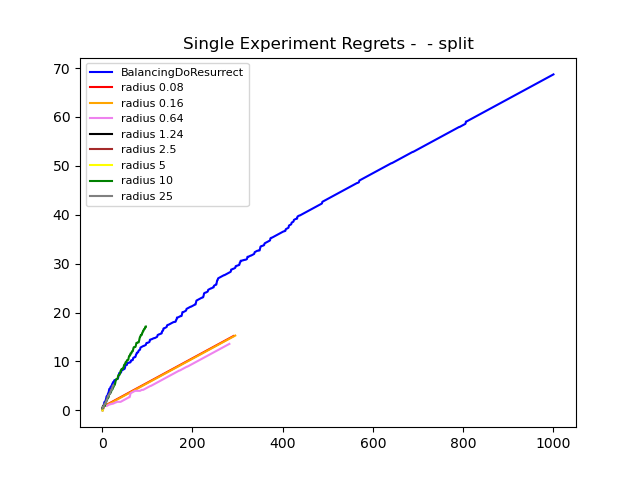 Single Experiment Regrets -  - split
70
60
50
40
30
20
10
0
BalancingDoResurrect
radius 0.08
radius 0.16
radius 0.64
radius 1.24
radius 2.5
radius 5
radius 10
radius 25
0 200 400 600 800 1000